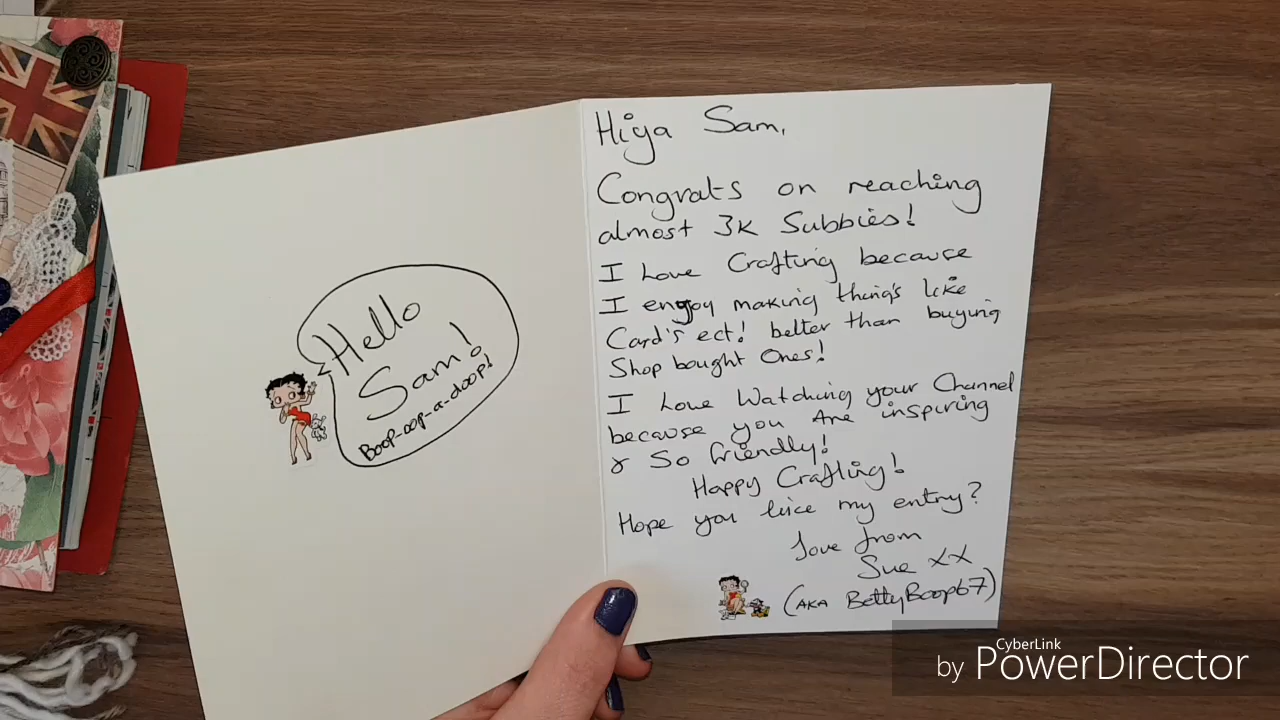 Hello
Sam!
Boop-oop-a-doop!
Hiya Sam,
Congrats on reaching
almost 3K Subbies!
I Love Crafting because
I enjoy making thing's like
Card's ect! better than buying
Shop bought Ones!
I Love Watching your Channel
because you Are inspiring
& So friendly!
Happy Crafting!
Hope you like my entry?
Love from
Sue XX
(AKA BettyBoop67)
CyberLink
by PowerDirector